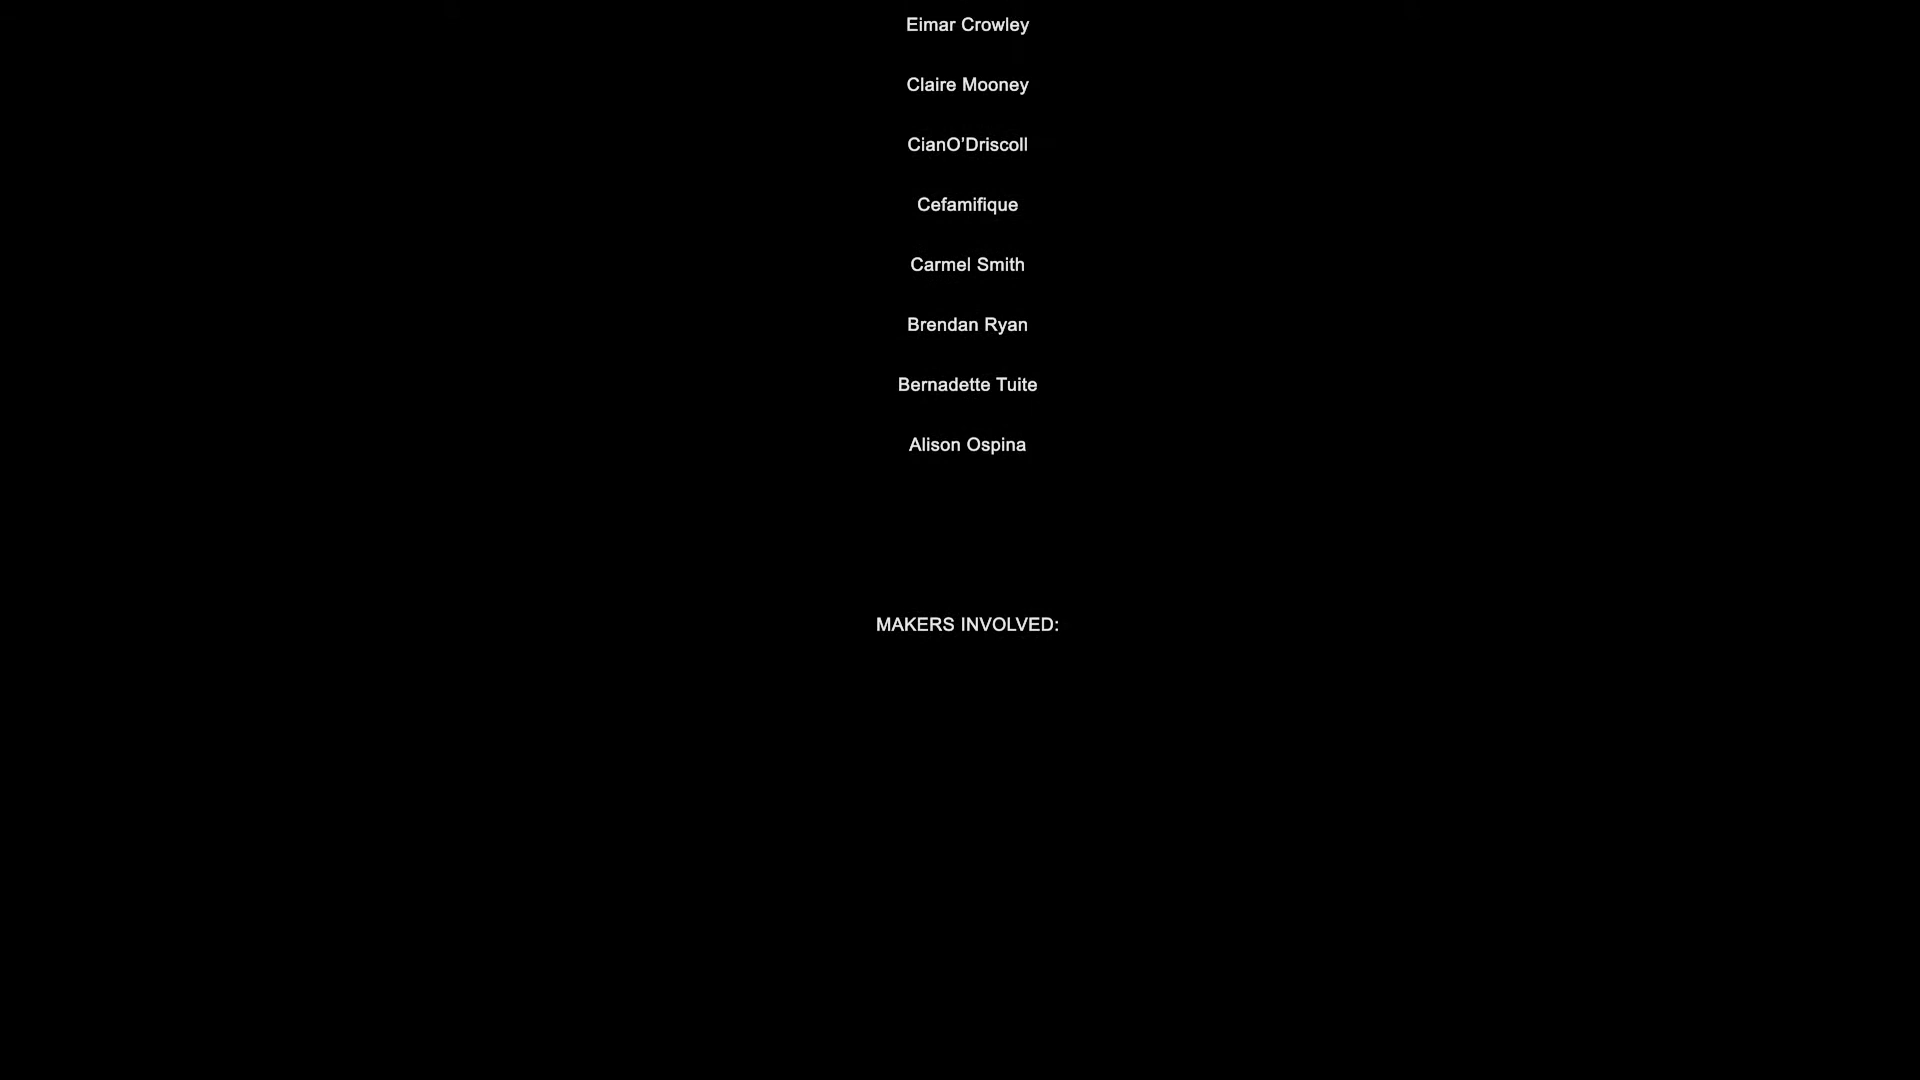 Eimar Crowley
Claire Mooney
CianO'Driscoll
Cefamifique
Carmel Smith
Brendan Ryan
Bernadette Tuite
Alison Ospina
MAKERS INVOLVED: